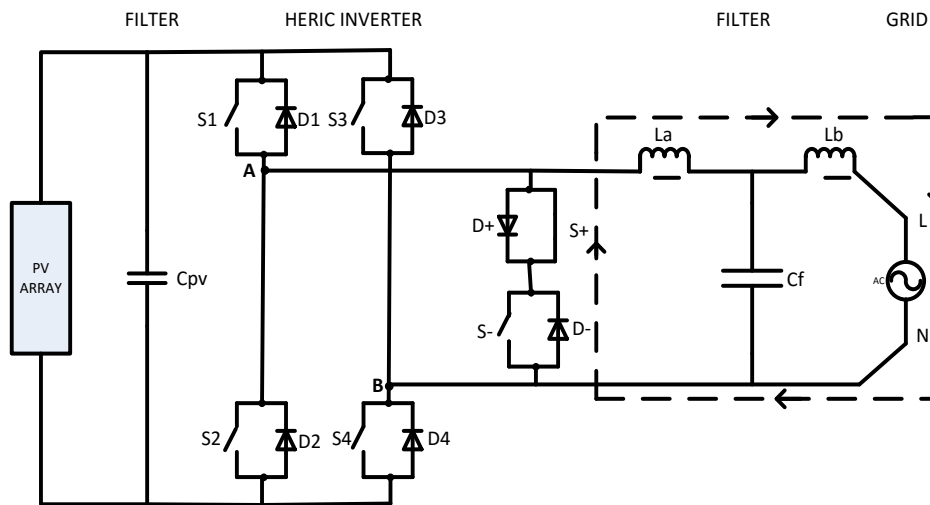 FILTER
HERIC INVERTER
FILTER
GRID
S1
D1
S3
D3
La
Lb
A
D+
S+
L
PV
ARRAY
Cpv
Cf
AC
S-
D-
N
B
S2
D2
S4
D4